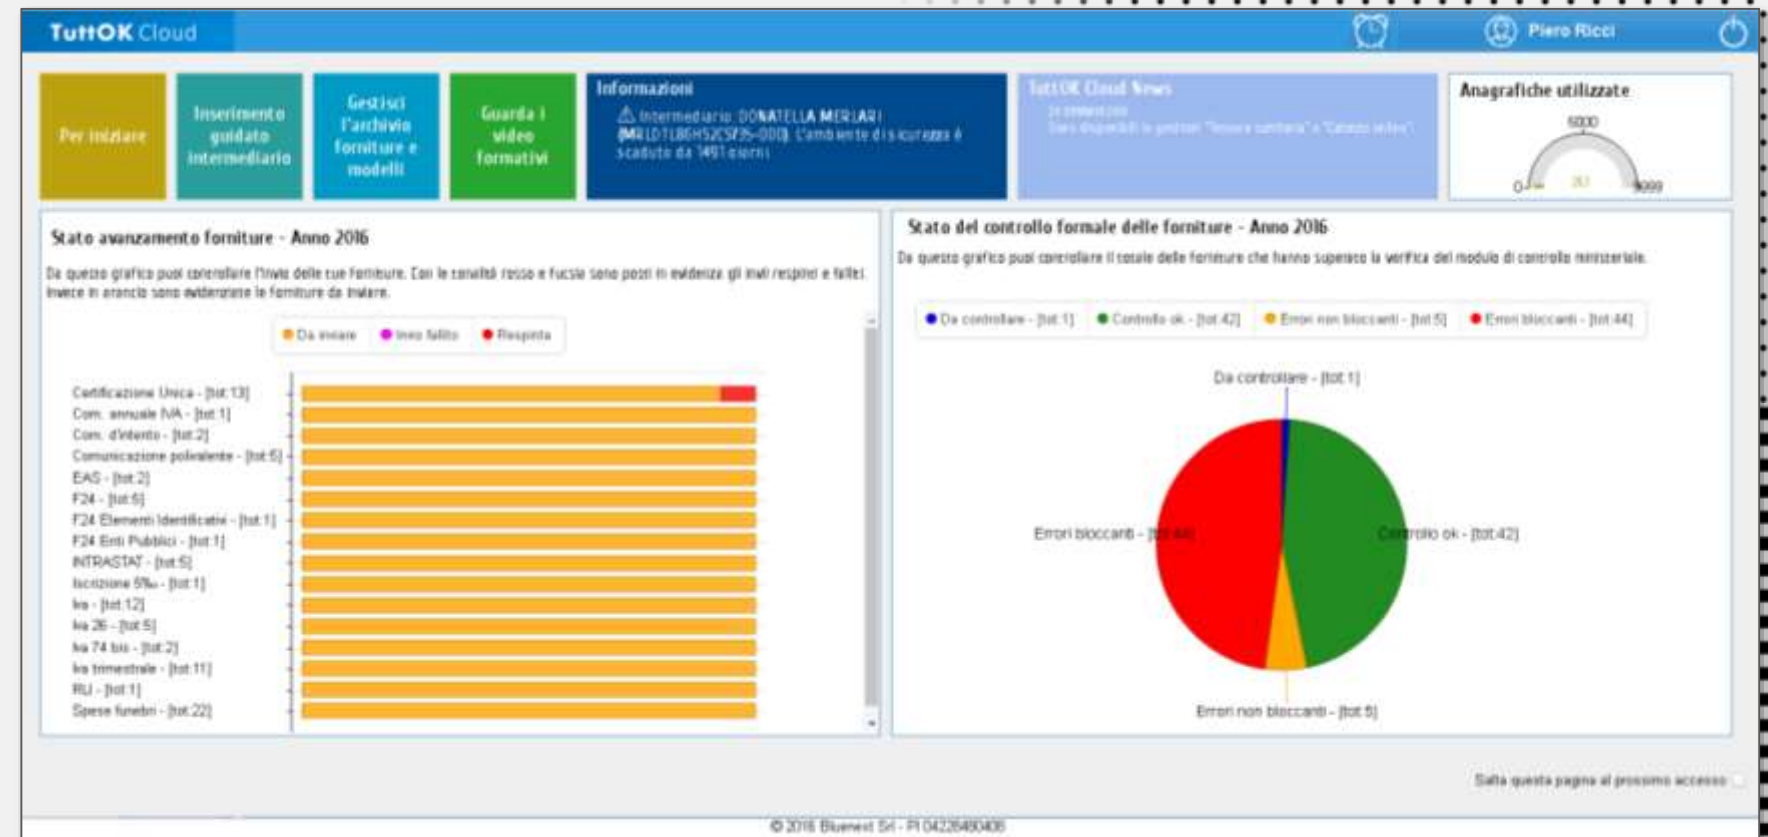 TuttOK Cloud
Piero Ricci
Per iniziare
Inserimento
guidato
intermediario
Gestisci
l'archivio
forniture e
modelli
Guarda i
video
formativi
Informazioni
Intermediario: DONATELLA MERLARI
L'ambiente di sicurezza è
scaduto da 1491 giorni
TuttOK Cloud News
Sono disponibili le gestioni "Tessera sanitaria" e
Anagrafiche utilizzate
6000
0
9999
Stato avanzamento forniture - Anno 2016
Da questo grafico puoi controllare l'invio delle tue forniture. Con le tonalità rosso e fucsia sono posti in evidenza gli invii respinti e falliti.
Invece in arancio sono evidenziate le forniture da inviare.
Da inviare
Invio fallito
Respinta
Certificazione Unica - [tot:13]
Com. annuale IVA - [tot:1]
Com. d'intento - [tot:2]
Comunicazione polivalente - [tot:5]
EAS - [tot:2]
F24 - [tot:6]
F24 Elementi Identificativi - [tot:1]
F24 Enti Pubblici - [tot:1]
INTRASTAT - [tot:5]
Iscrizione 5‰ - [tot:1]
Iva - [tot:12]
Iva 26 - [tot:5]
Iva 74 bis - [tot:2]
Iva trimestrale - [tot:11]
RLI - [tot:1]
Spese funebri - [tot:22]
Stato del controllo formale delle forniture - Anno 2016
Da questo grafico puoi controllare il totale delle forniture che hanno superato la verifica del modulo di controllo ministeriale.
Da controllare - [tot:1]
Controllo ok - [tot:42]
Errori non bloccanti - [tot:5]
Errori bloccanti - [tot:44]
Da controllare - [tot:1]
Errori bloccanti - [tot:44]
Controllo ok - [tot:42]
Errori non bloccanti - [tot:5]
Salta questa pagina al prossimo accesso
© 2016 Bluenext Srl - PI 04228480408